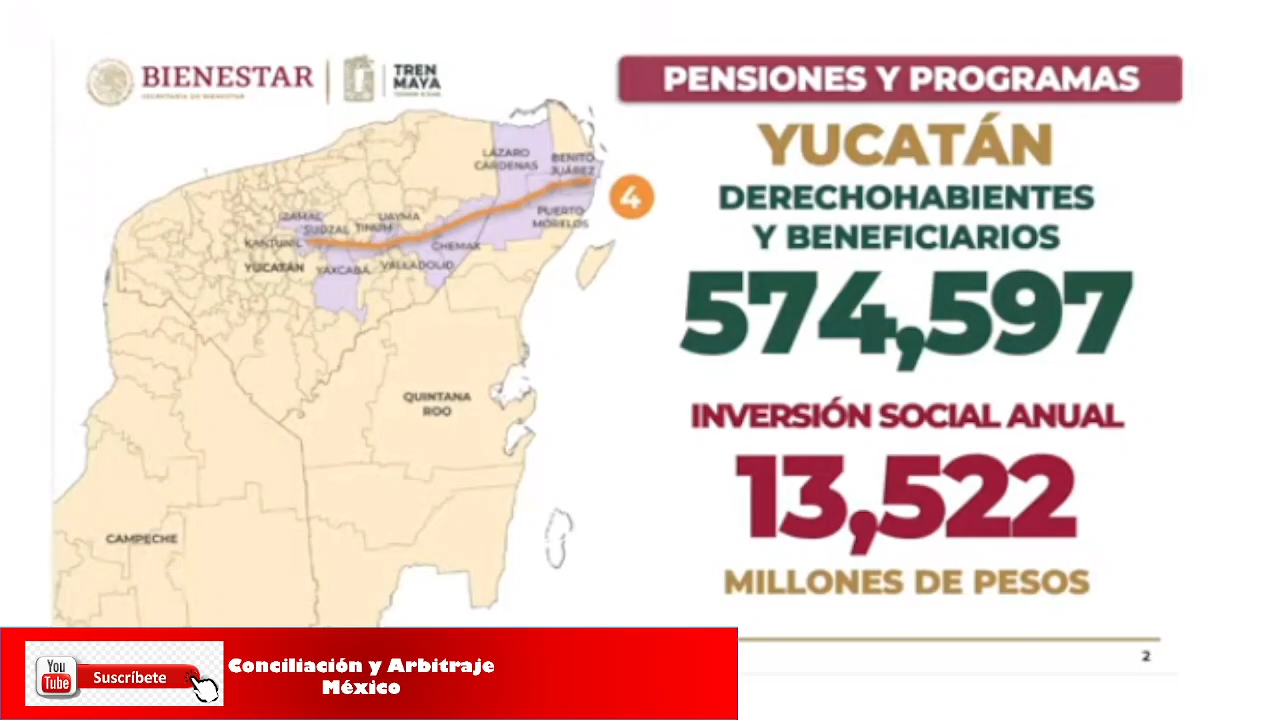 BIENESTAR
SECRETARÍA DE BIENESTAR
TREN
MAYA
PENSIONES Y PROGRAMAS
YUCATÁN
DERECHOHABIENTES
Y BENEFICIARIOS
574,597
INVERSIÓN SOCIAL ANUAL
13,522
MILLONES DE PESOS
LÁZARO
CÁRDENAS
BENITO
JUÁREZ
4
PUERTO
MORELOS
IZAMAL
UAYMA
SUDZAL
TINUM
KANTUNIL
CHEMAX
YUCATÁN
YAXCABÁ
VALLADOLID
QUINTANA
ROO
CAMPECHE
2
You
Tube
Suscríbete
Conciliación y Arbitraje
México